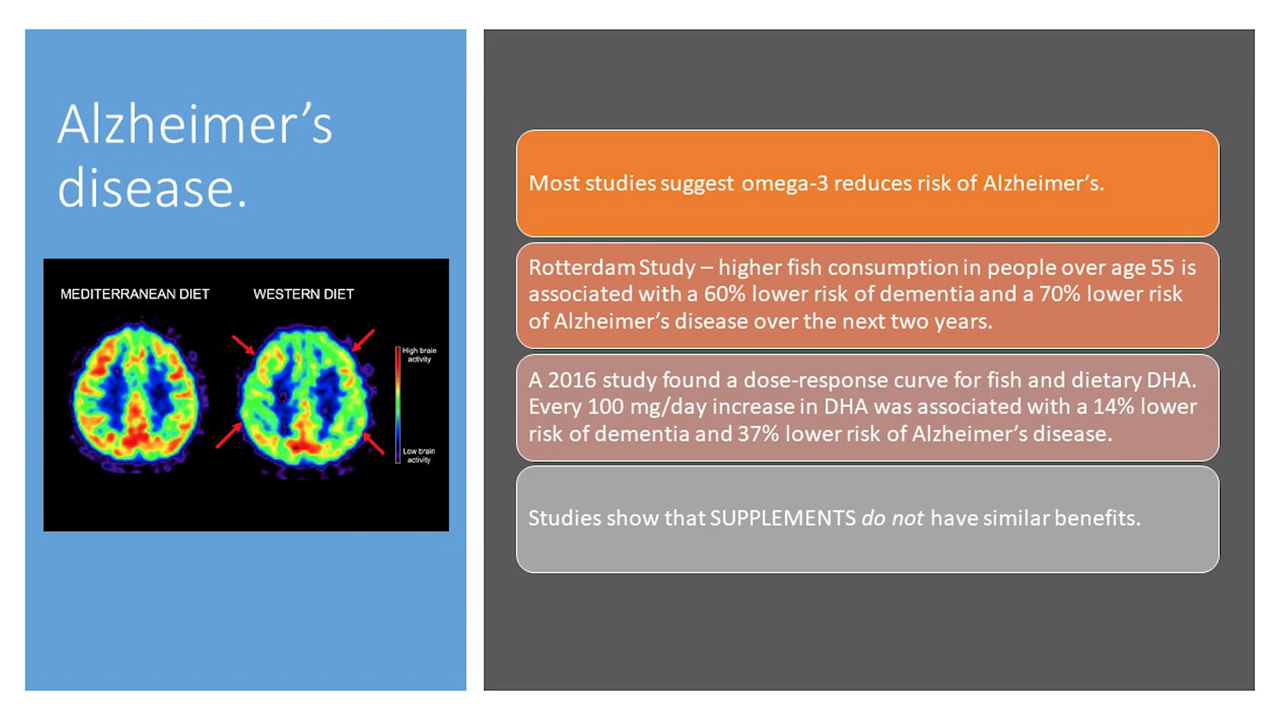 Alzheimer's
disease.
MEDITERRANEAN DIET
WESTERN DIET
High brain
activity
Low brain
activity
Most studies suggest omega-3 reduces risk of Alzheimer's.
Rotterdam Study – higher fish consumption in people over age 55 is
associated with a 60% lower risk of dementia and a 70% lower risk
of Alzheimer's disease over the next two years.
A 2016 study found a dose-response curve for fish and dietary DHA.
Every 100 mg/day increase in DHA was associated with a 14% lower
risk of dementia and 37% lower risk of Alzheimer's disease.
Studies show that SUPPLEMENTS do not have similar benefits.